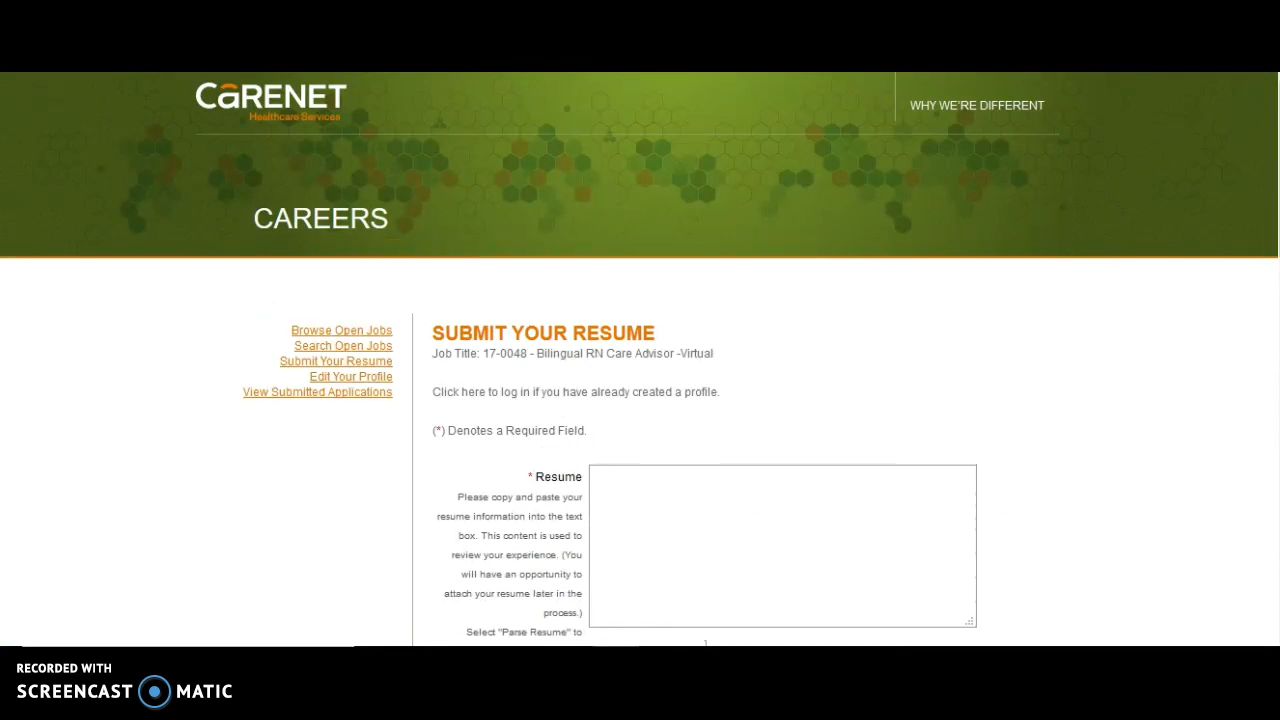 CaRENET
Healthcare Services
WHY WE'RE DIFFERENT
CAREERS
Browse Open Jobs
Search Open Jobs
Submit Your Resume
Edit Your Profile
View Submitted Applications
SUBMIT YOUR RESUME
Job Title: 17-0048 - Bilingual RN Care Advisor -Virtual
Click here to log in if you have already created a profile.
(*) Denotes a Required Field.
* Resume
Please copy and paste your
resume information into the text
box. This content is used to
review your experience. (You
will have an opportunity to
attach your resume later in the
process.)
Select "Parse Resume" to
RECORDED WITH
SCREENCAST MATIC